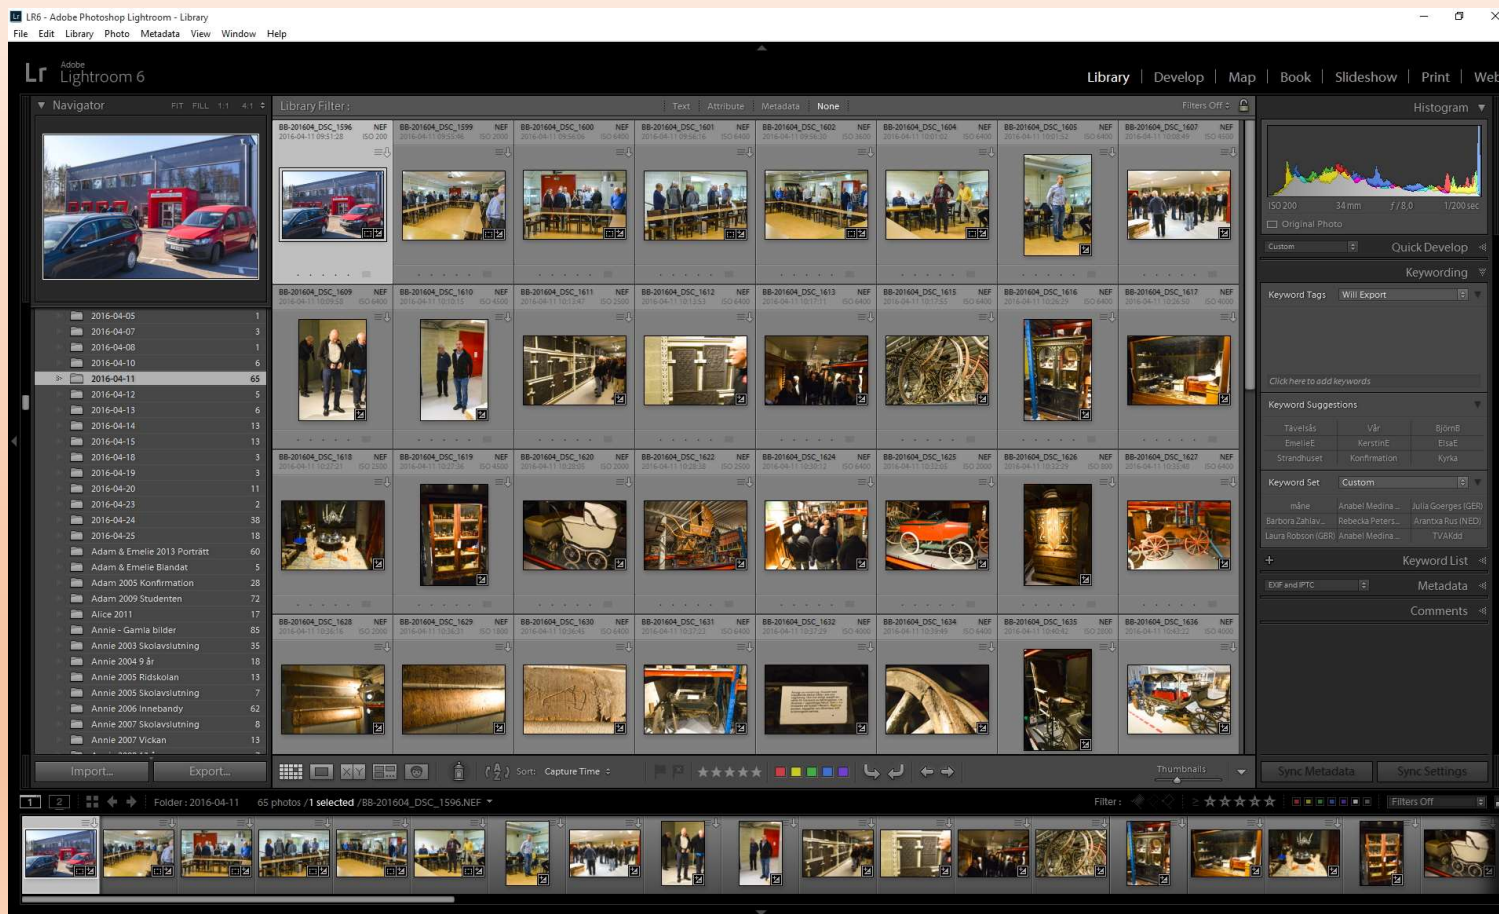 LR6 - Adobe Photoshop Lightroom - Library
File Edit Library Photo Metadata View Window Help
Lr Adobe Lightroom 6
Library | Develop | Map | Book | Slideshow | Print | Web
Navigator FIT FILL 1:1 4:1
Library Filter : Text Attribute Metadata None Filters Off
Histogram
BB-201604_DSC_1596 NEF BB-201604_DSC_1599 NEF BB-201604_DSC_1600 NEF BB-201604_DSC_1601 NEF BB-201604_DSC_1602 NEF BB-201604_DSC_1604 NEF BB-201604_DSC_1605 NEF BB-201604_DSC_1607 NEF
2016-04-11 09:51:28 ISO 200
ISO 200 34 mm ƒ / 8,0 1/200 sec
Original Photo
Custom Quick Develop
Keywording
Keyword Tags Will Export
Click here to add keywords
Keyword Suggestions
Tävelsås Vår BjörnB
EmelieE KerstinE ElsaE
Strandhuset Konfirmation Kyrka
Keyword Set Custom
måne Anabel Medina... Julia Goerges (GER)
Barbora Zahlav... Rebecka Peters... Arantxa Rus (NED)
Laura Robson (GBR) Anabel Medina... TVAKdd
Keyword List
EXIF and IPTC Metadata
Comments
BB-201604_DSC_1609 NEF BB-201604_DSC_1610 NEF BB-201604_DSC_1611 NEF BB-201604_DSC_1612 NEF BB-201604_DSC_1613 NEF BB-201604_DSC_1615 NEF BB-201604_DSC_1616 NEF BB-201604_DSC_1617 NEF
BB-201604_DSC_1618 NEF BB-201604_DSC_1619 NEF BB-201604_DSC_1620 NEF BB-201604_DSC_1622 NEF BB-201604_DSC_1624 NEF BB-201604_DSC_1625 NEF BB-201604_DSC_1626 NEF BB-201604_DSC_1627 NEF
BB-201604_DSC_1628 NEF BB-201604_DSC_1629 NEF BB-201604_DSC_1630 NEF BB-201604_DSC_1631 NEF BB-201604_DSC_1632 NEF BB-201604_DSC_1634 NEF BB-201604_DSC_1635 NEF BB-201604_DSC_1636 NEF
2016-04-05 1
2016-04-07 3
2016-04-08 1
2016-04-10 6
2016-04-11 65
2016-04-12 5
2016-04-13 6
2016-04-14 13
2016-04-15 13
2016-04-18 3
2016-04-19 3
2016-04-20 11
2016-04-23 2
2016-04-24 38
2016-04-25 18
Adam & Emelie 2013 Porträtt 60
Adam & Emelie Blandat 5
Adam 2005 Konfirmation 28
Adam 2009 Studenten 72
Alice 2011 17
Annie - Gamla bilder 85
Annie 2003 Skolavslutning 35
Annie 2004 9 år 18
Annie 2005 Ridskolan 13
Annie 2005 Skolavslutning 7
Annie 2006 Innebandy 62
Annie 2007 Skolavslutning 8
Annie 2007 Vickan 13
Import... Export...
Sort: Capture Time
Thumbnails
Sync Metadata Sync Settings
1 2 Folder : 2016-04-11 65 photos / 1 selected / BB-201604_DSC_1596.NEF
Filter : Filters Off